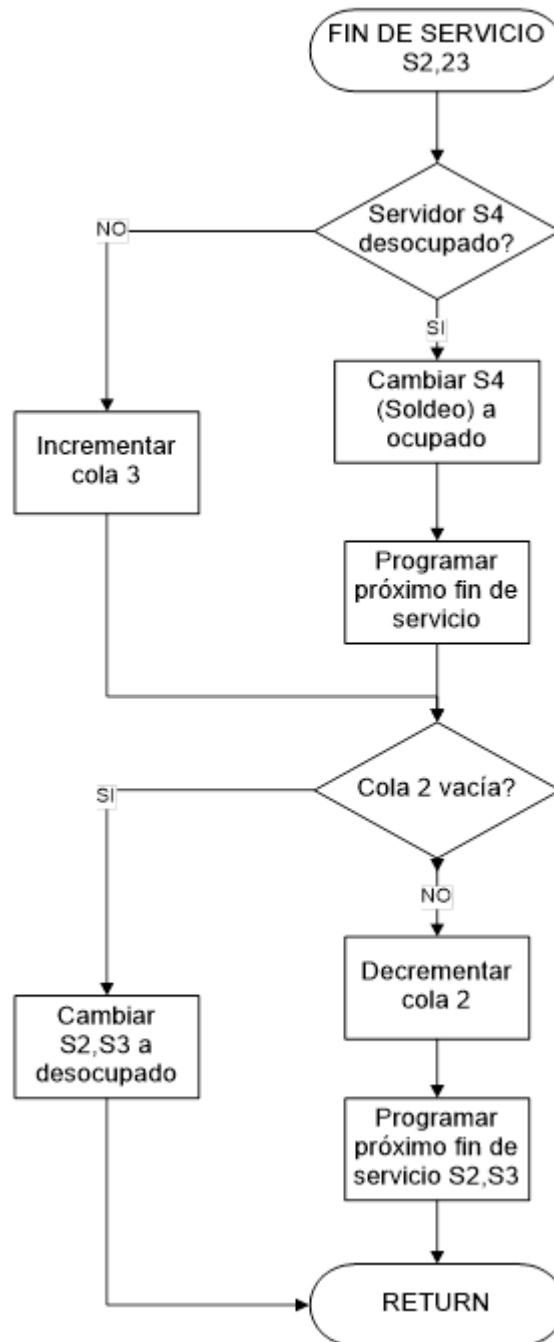 FIN DE SERVICIO
S2,23
Servidor S4
desocupado?
NO
SI
Cambiar S4
(Soldeo) a
ocupado
Incrementar
cola 3
Programar
próximo fin de
servicio
Cola 2 vacía?
SI
NO
Decrementar
cola 2
Cambiar
S2,S3 a
desocupado
Programar
próximo fin de
servicio S2,S3
RETURN